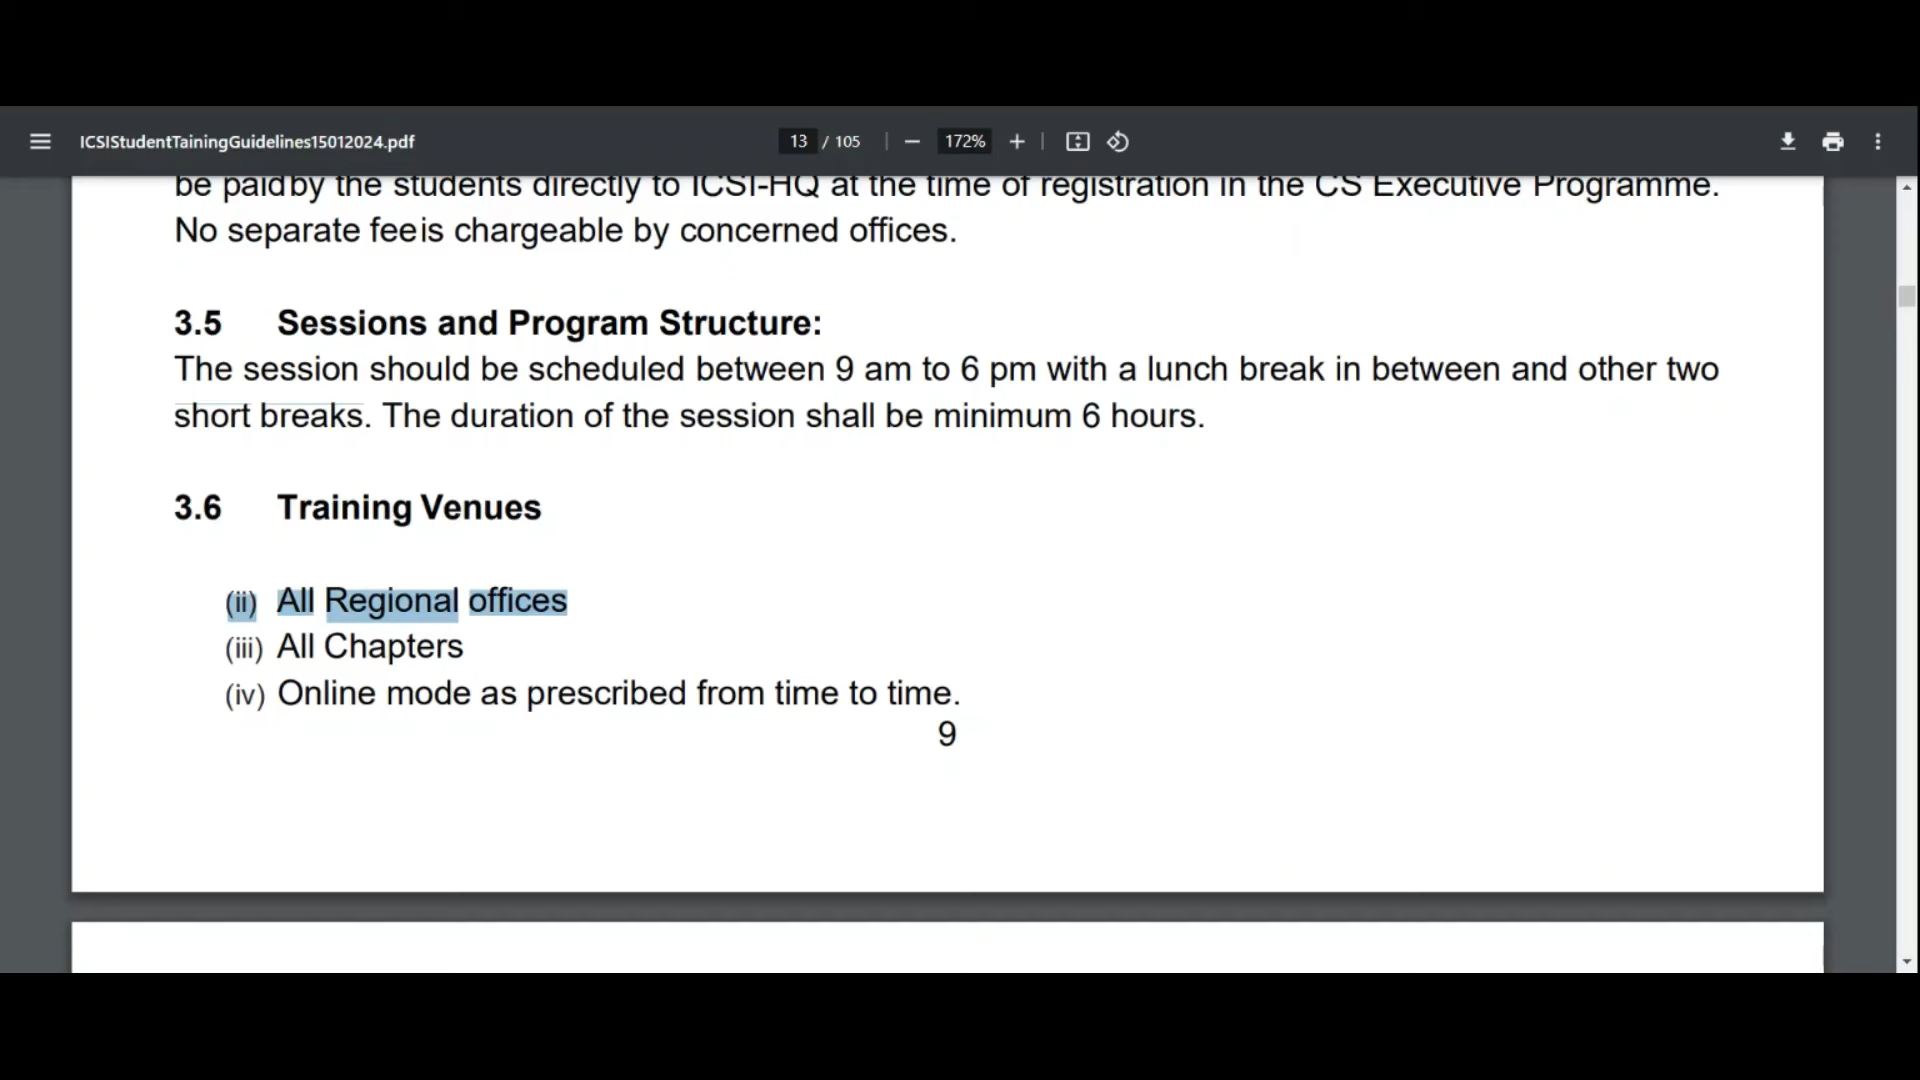 ICSIStudentTainingGuidelines15012024.pdf
13 / 105
172%
be paidby the students directly to ICSI-HQ at the time of registration in the CS Executive Programme.
No separate feeis chargeable by concerned offices.
3.5 Sessions and Program Structure:
The session should be scheduled between 9 am to 6 pm with a lunch break in between and other two
short breaks. The duration of the session shall be minimum 6 hours.
3.6 Training Venues
(ii) All Regional offices
(iii) All Chapters
(iv) Online mode as prescribed from time to time.
9